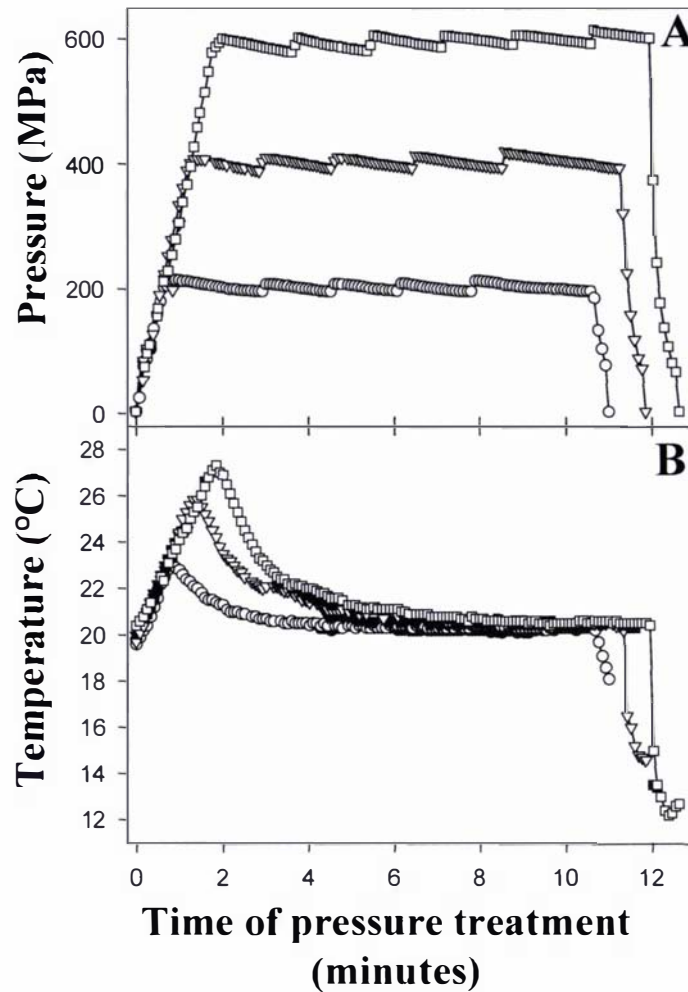 A
Pressure (MPa)
600
400
200
0
B
Temperature (°C)
28
26
24
22
20
18
16
14
12
0 2 4 6 8 10 12
Time of pressure treatment
(minutes)